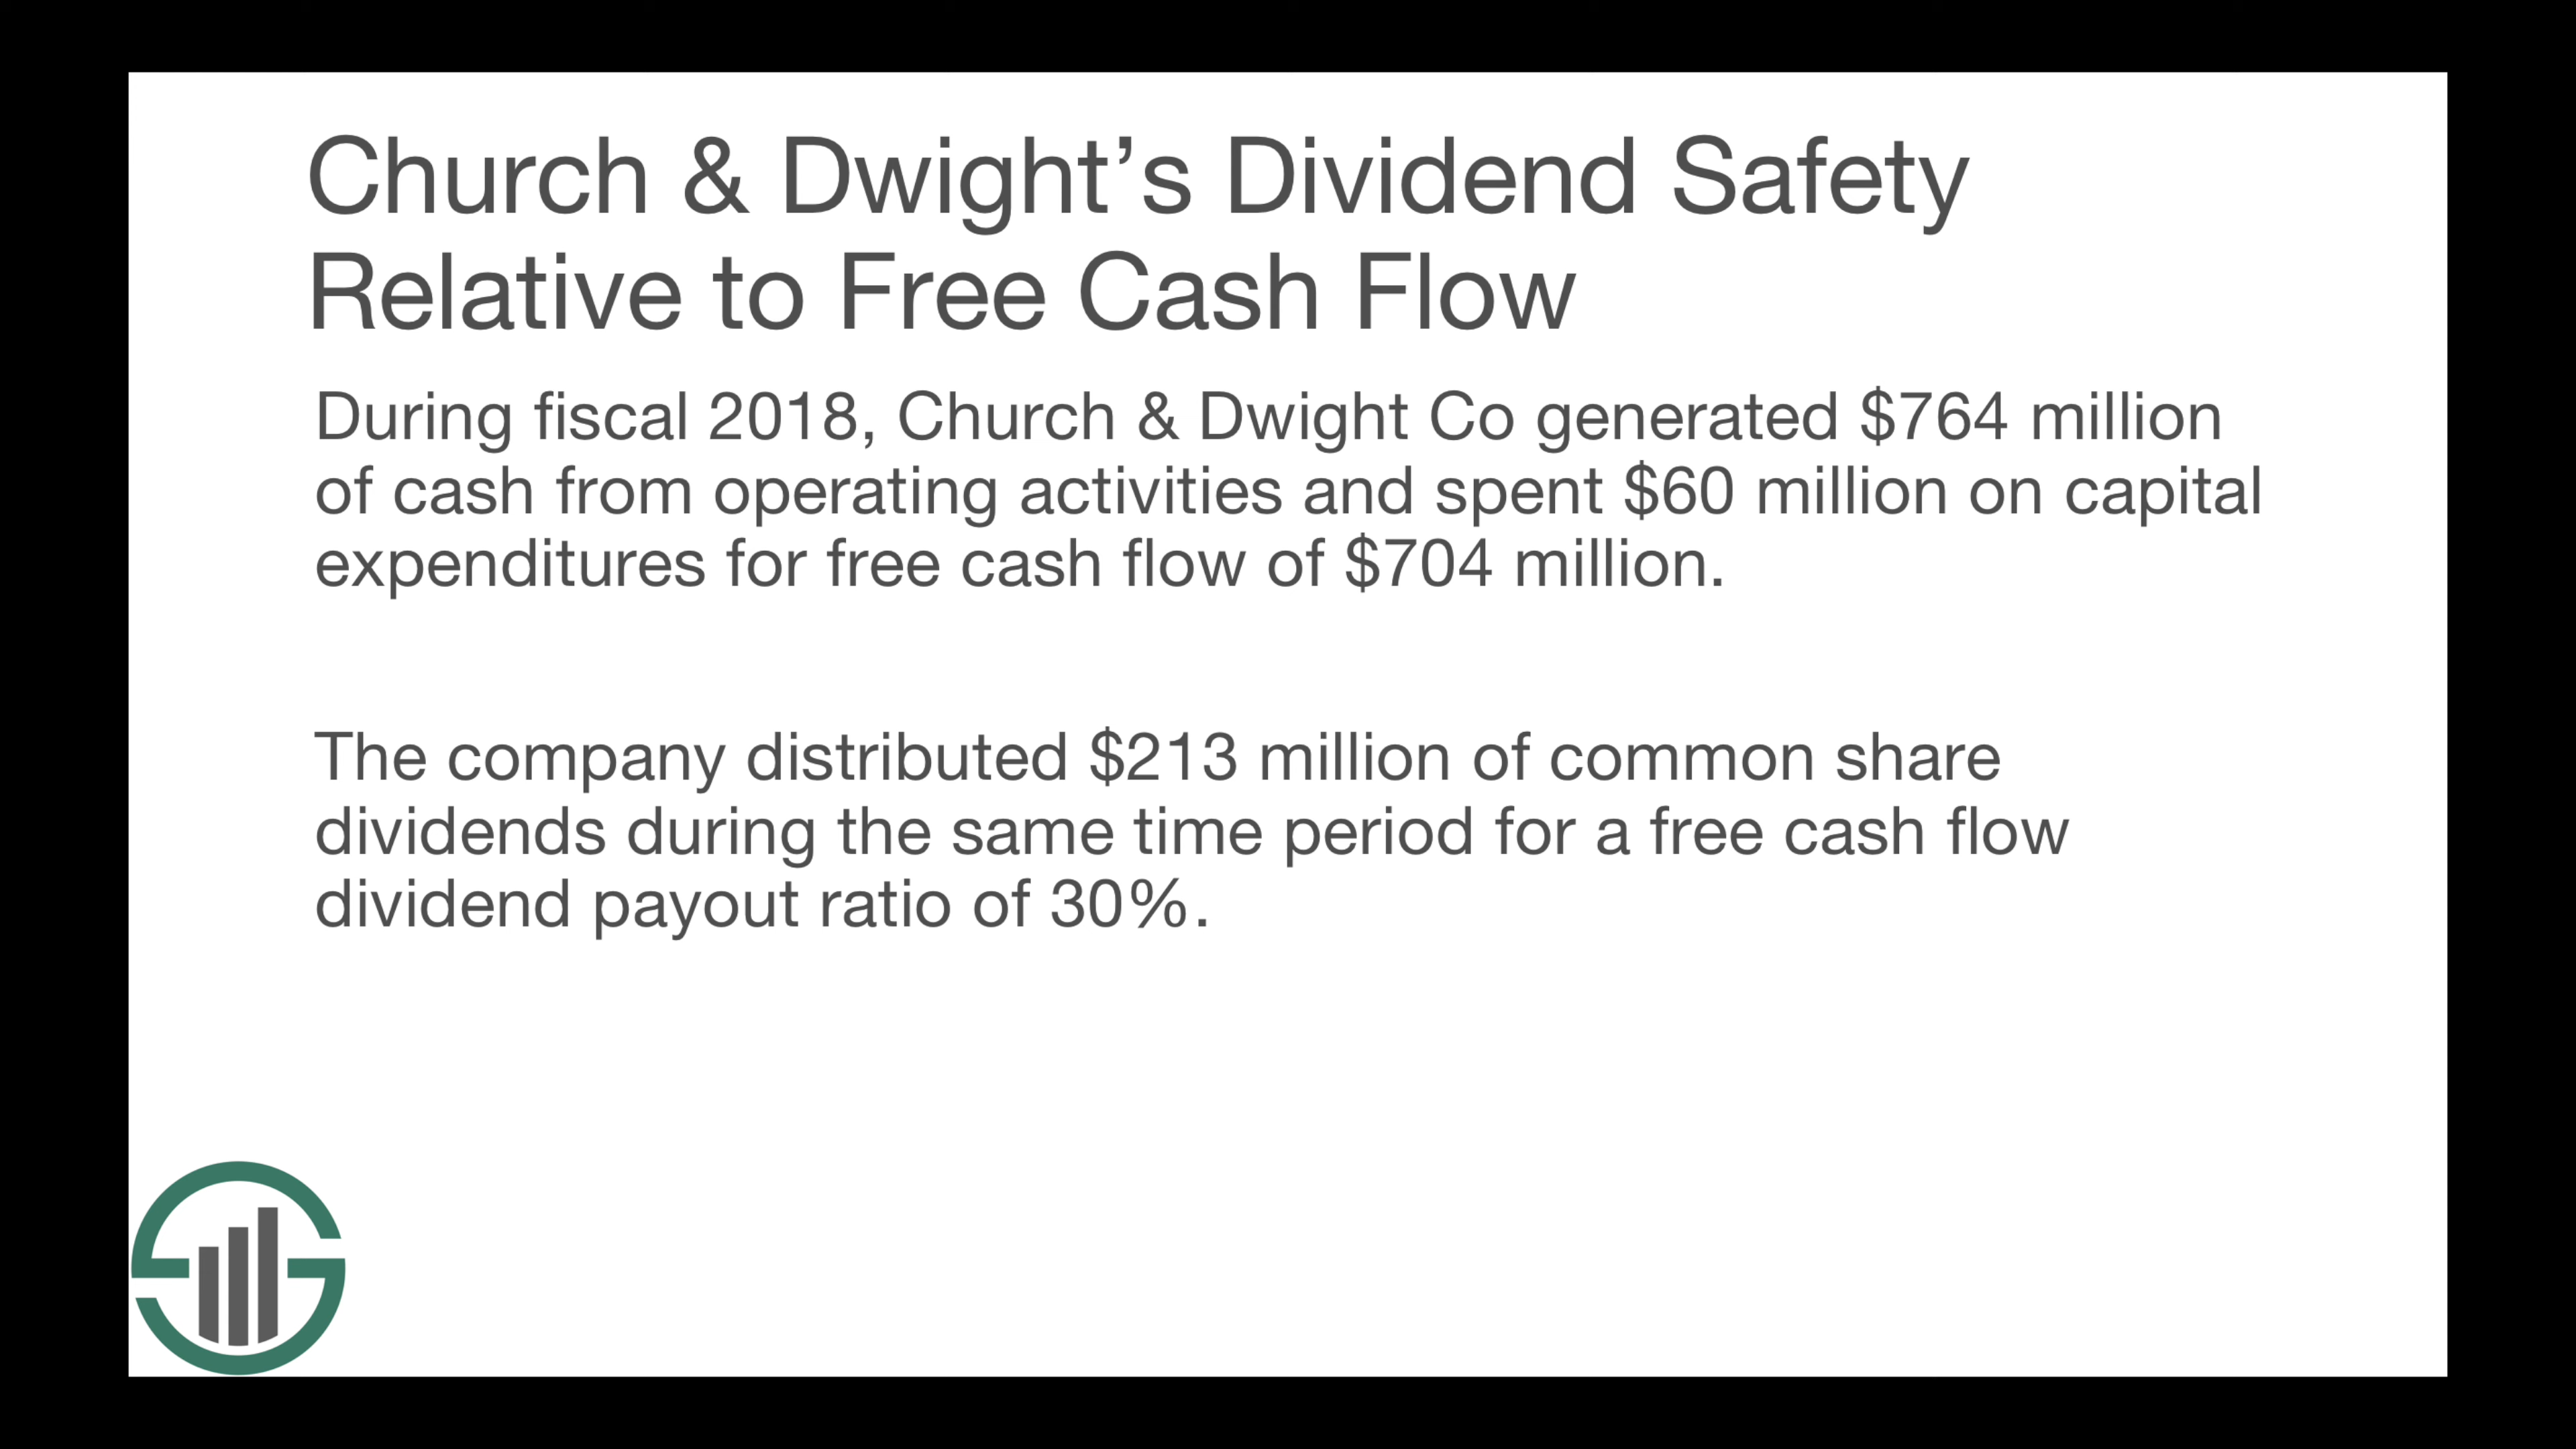 Church & Dwight’s Dividend Safety
Relative to Free Cash Flow
During fiscal 2018, Church & Dwight Co generated $764 million
of cash from operating activities and spent $60 million on capital
expenditures for free cash flow of $704 million.
The company distributed $213 million of common share
dividends during the same time period for a free cash flow
dividend payout ratio of 30%.